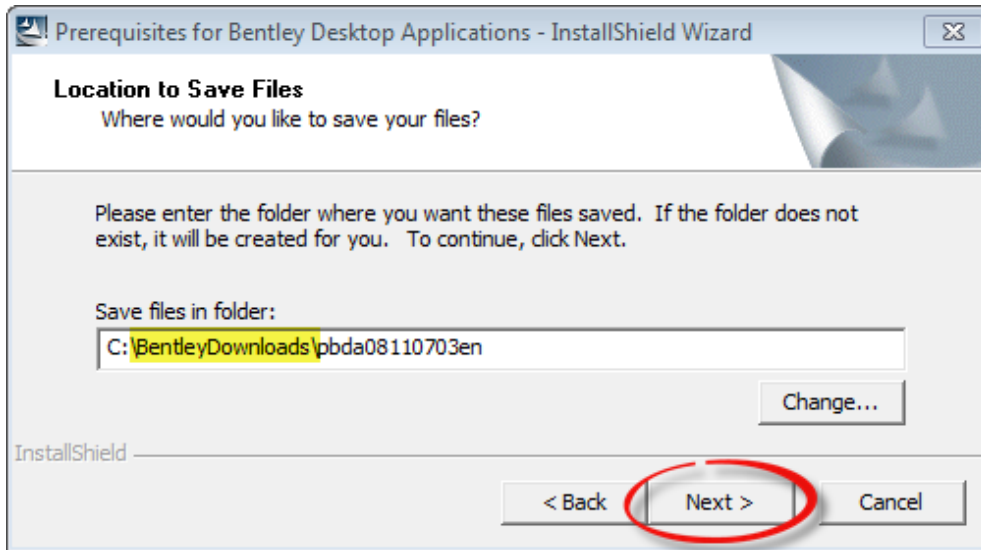 Prerequisites for Bentley Desktop Applications - InstallShield Wizard
Location to Save Files
Where would you like to save your files?
Please enter the folder where you want these files saved.  If the folder does not
exist, it will be created for you.   To continue, click Next.
Save files in folder:
C:\BentleyDownloads\pbda08110703en
Change...
InstallShield
< Back
Next >
Cancel